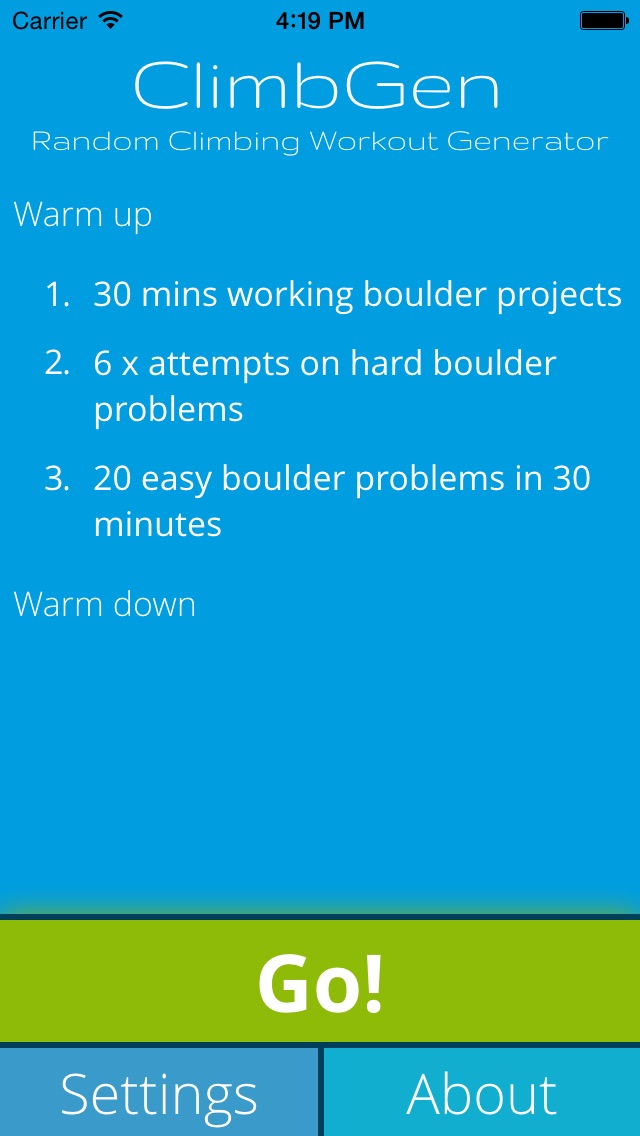 Carrier 4:19 PM
ClimbGen
Random Climbing Workout Generator
Warm up
1. 30 mins working boulder projects
2. 6 x attempts on hard boulder
problems
3. 20 easy boulder problems in 30
minutes
Warm down
Go!
Settings About